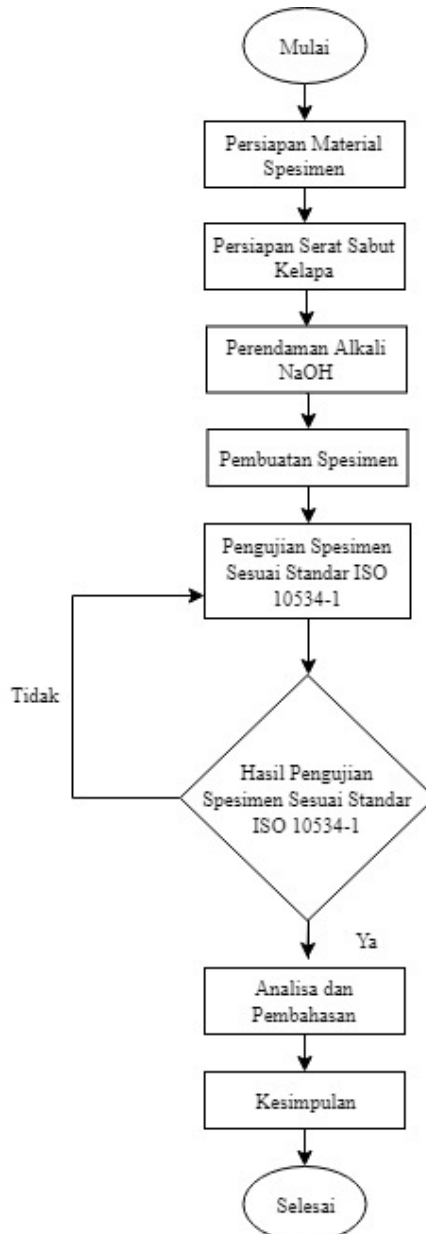 Mulai
Persiapan Material
Spesimen
Persiapan Serat Sabut
Kelapa
Perendaman Alkali
NaOH
Pembuatan Spesimen
Pengujian Spesimen
Sesuai Standar ISO
10534-1
Tidak
Hasil Pengujian
Spesimen Sesuai Standar
ISO 10534-1
Ya
Analisa dan
Pembahasan
Kesimpulan
Selesai